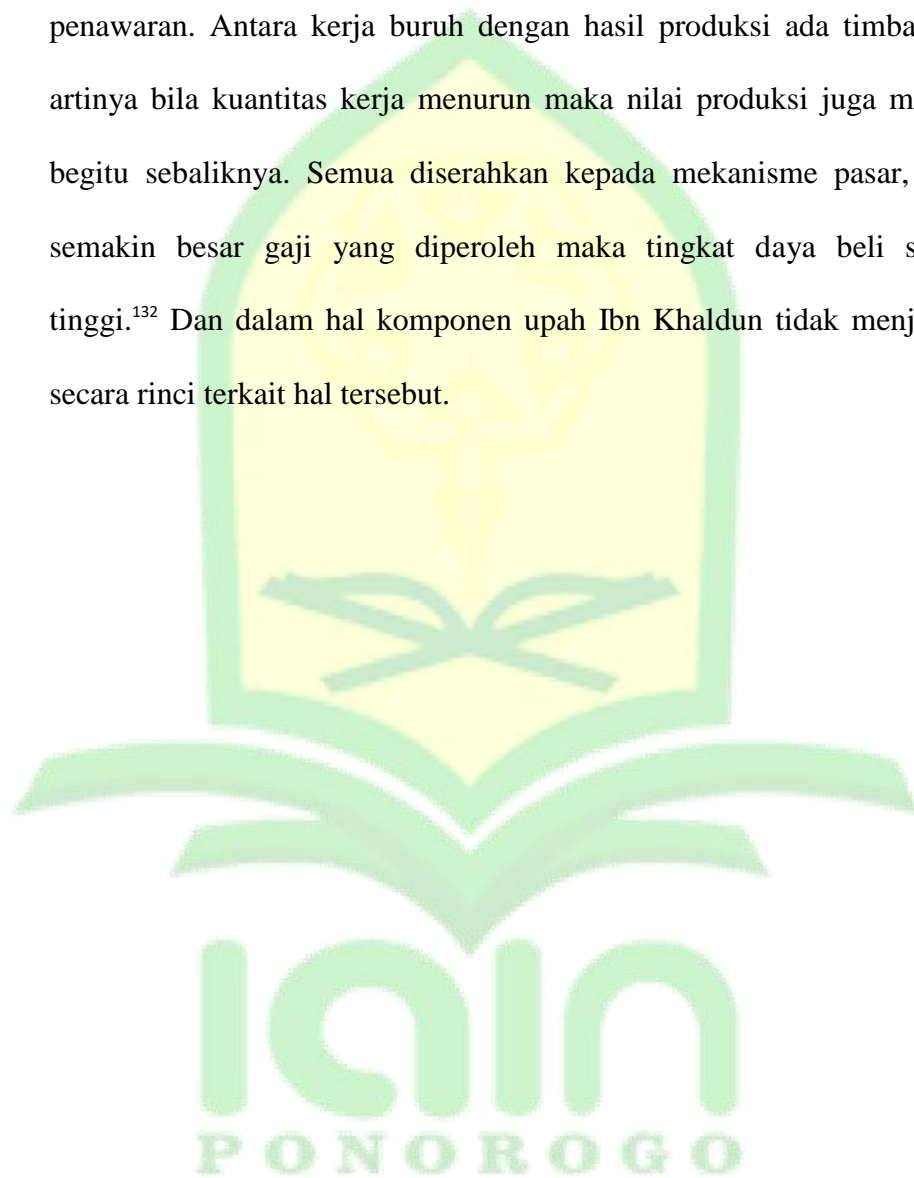 penawaran. Antara kerja buruh dengan hasil produksi ada
artinya bila kuantitas kerja menurun maka nilai produksi juga
begitu sebaliknya. Semua diserahkan kepada mekanisme pasar,
semakin besar gaji yang diperoleh maka tingkat daya beli
tinggi.¹³² Dan dalam hal komponen upah Ibn Khaldun tidak
secara rinci terkait hal tersebut.
iain
PONOROGO